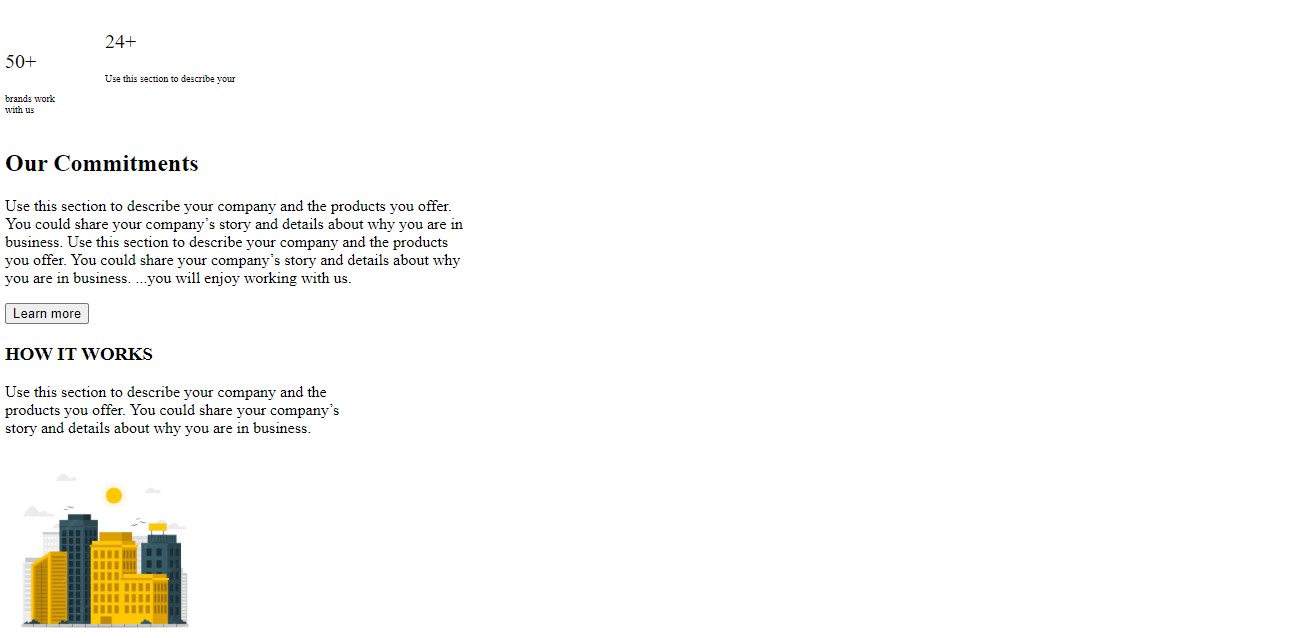 50+
brands work
with us
24+
Use this section to describe your
Our Commitments
Use this section to describe your company and the products you offer.
You could share your company’s story and details about why you are in
business. Use this section to describe your company and the products
you offer. You could share your company’s story and details about why
you are in business. ...you will enjoy working with us.
Learn more
HOW IT WORKS
Use this section to describe your company and the
products you offer. You could share your company’s
story and details about why you are in business.